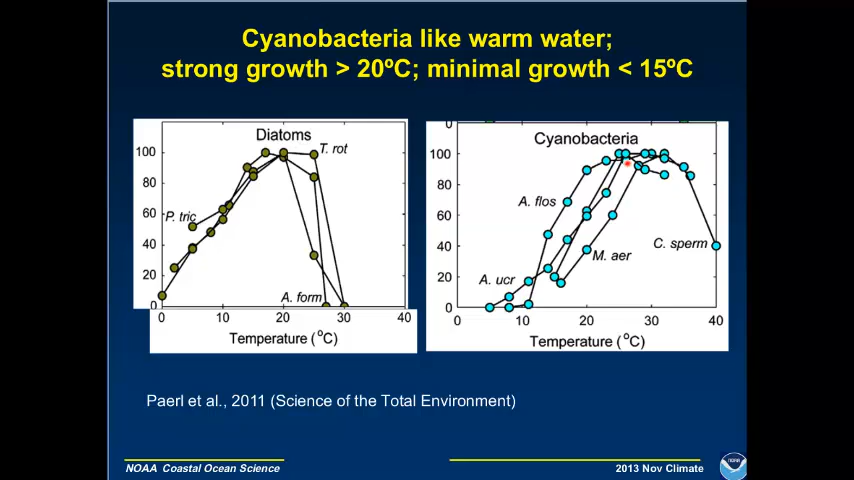 Cyanobacteria like warm water;
strong growth > 20ºC; minimal growth < 15ºC
Diatoms
T. rot
P. tric
A. form
100
80
60
40
20
0
0 10 20 30 40
Temperature (°C)
0
Cyanobacteria
A. flos
A. ucr
M. aer
C. sperm
100
80
60
40
20
0
0 10 20 30 40
Temperature (°C)
Paerl et al., 2011 (Science of the Total Environment)
NOAA Coastal Ocean Science
2013 Nov Climate
NOAA